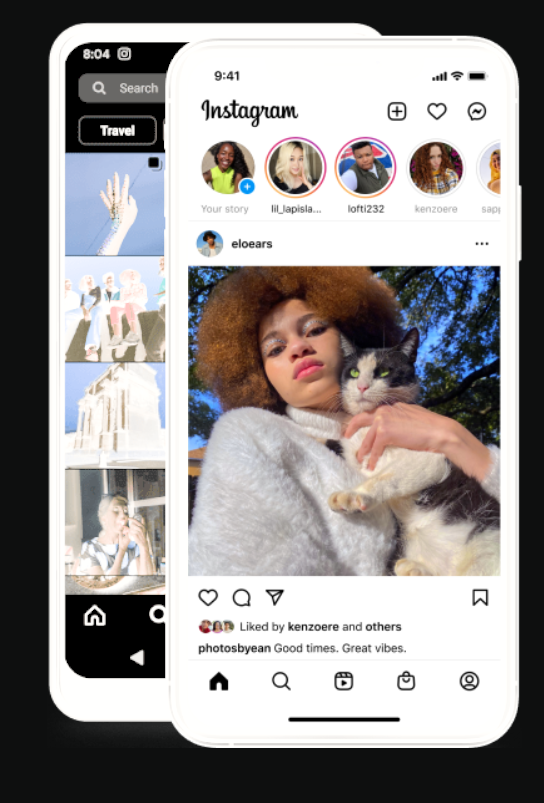 8:04
Search
Travel
9:41
Instagram
Your story
lil_lapisla...
lofti232
kenzoere
sapp
eloears
Liked by kenzoere and others
photosbyean Good times. Great vibes.